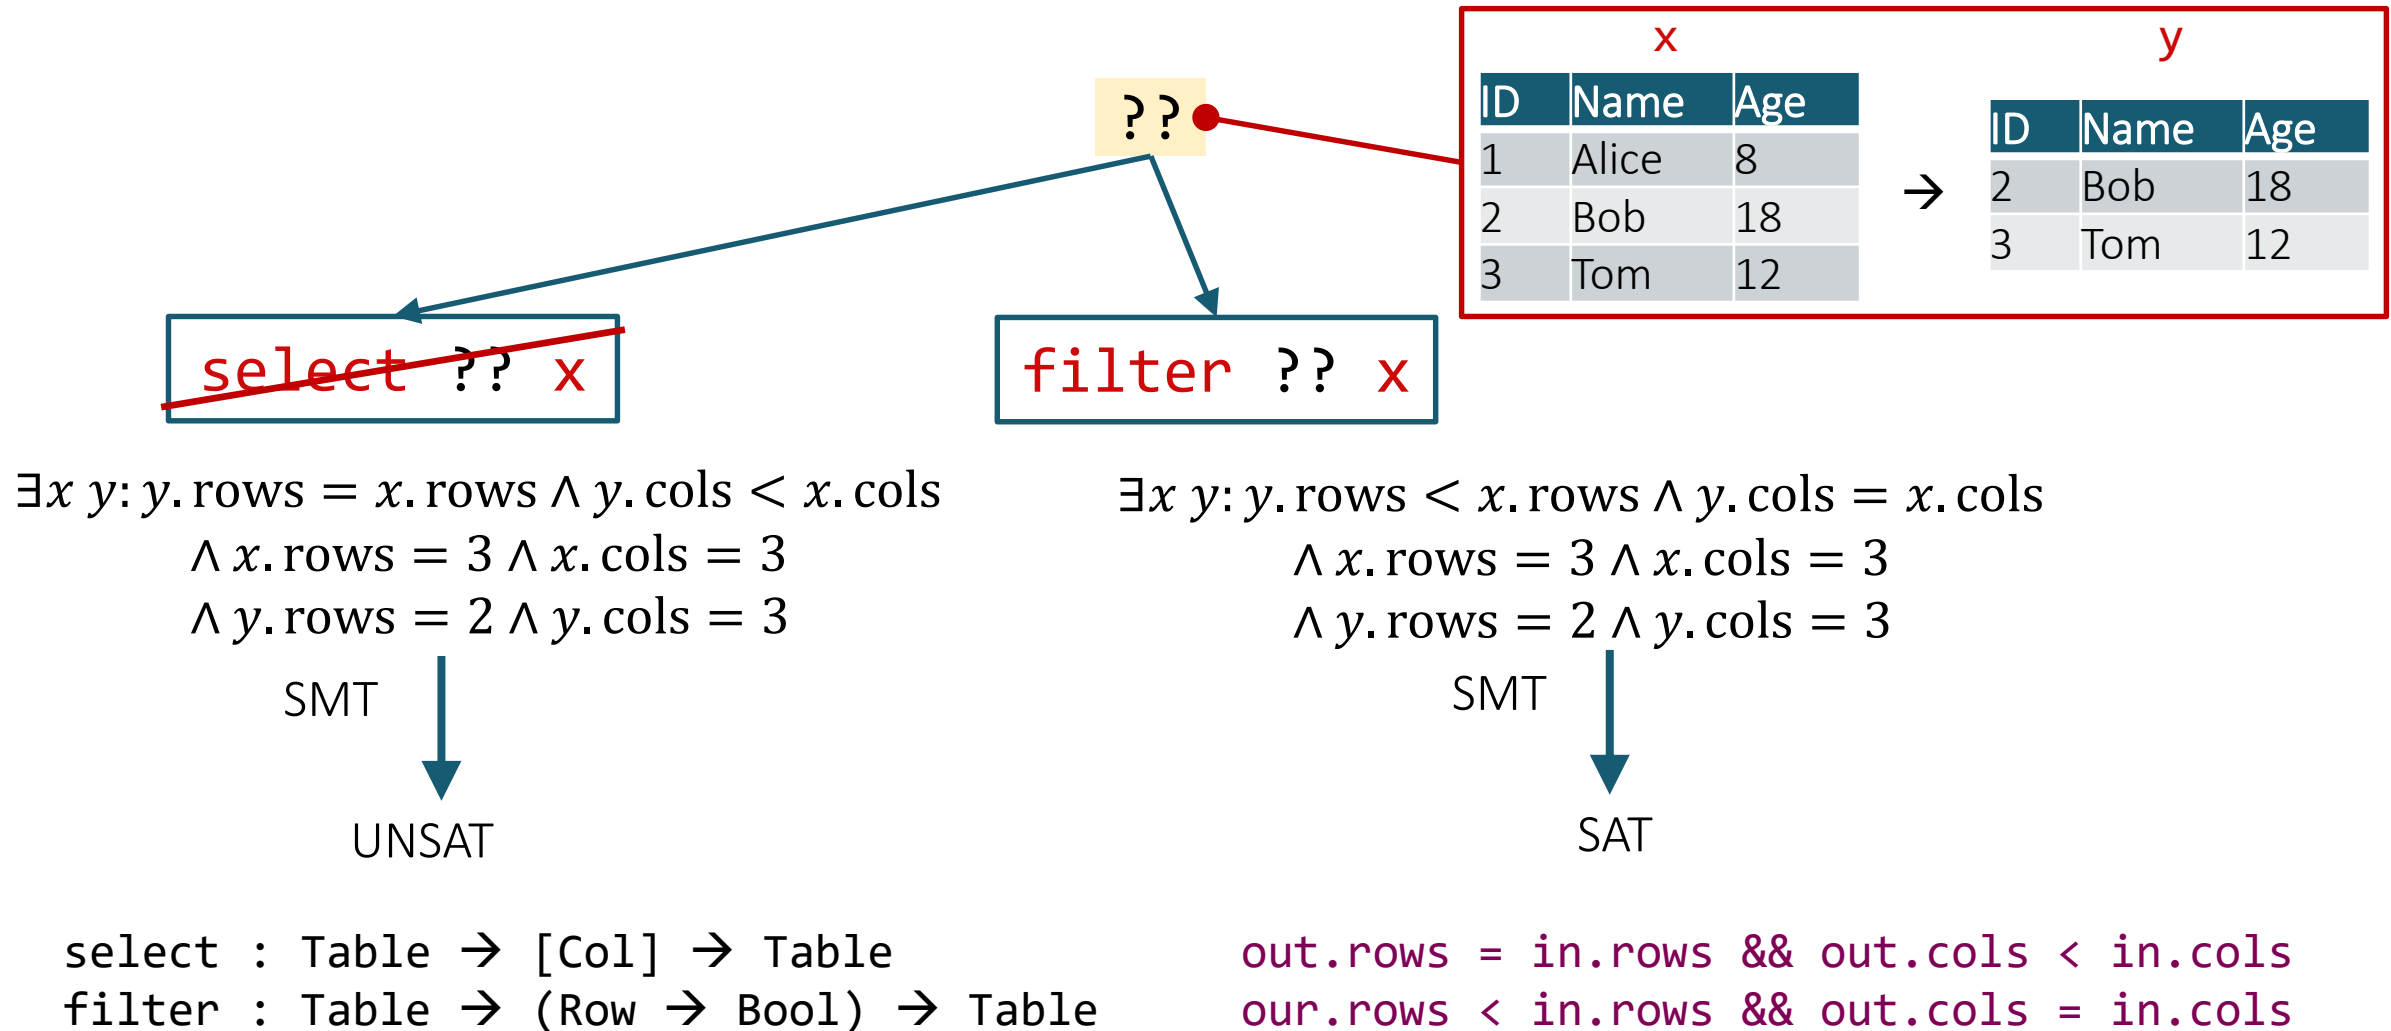 x y
ID Name Age
1 Alice 8
2 Bob 18
3 Tom 12
→
ID Name Age
2 Bob 18
3 Tom 12
??
select ?? x
filter ?? x
∃x y: y. rows = x. rows ∧ y. cols < x. cols
∧ x. rows = 3 ∧ x. cols = 3
∧ y. rows = 2 ∧ y. cols = 3
SMT
UNSAT
∃x y: y. rows < x. rows ∧ y. cols = x. cols
∧ x. rows = 3 ∧ x. cols = 3
∧ y. rows = 2 ∧ y. cols = 3
SMT
SAT
select : Table → [Col] → Table
out.rows = in.rows && out.cols < in.cols
filter : Table → (Row → Bool) → Table
our.rows < in.rows && out.cols = in.cols